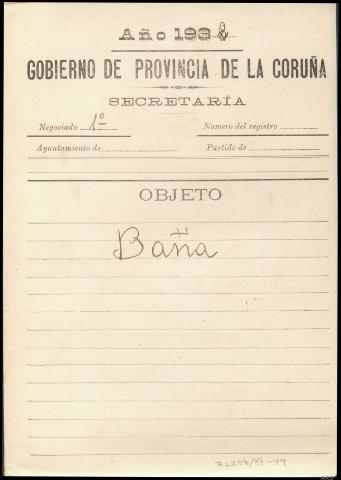 Año 193
GOBIERNO DE PROVINCIA DE LA CORUÑA
SECRETARÍA
Negociado 1º Número del registro
Ayuntamiento de Partido de
OBJETO
Baña